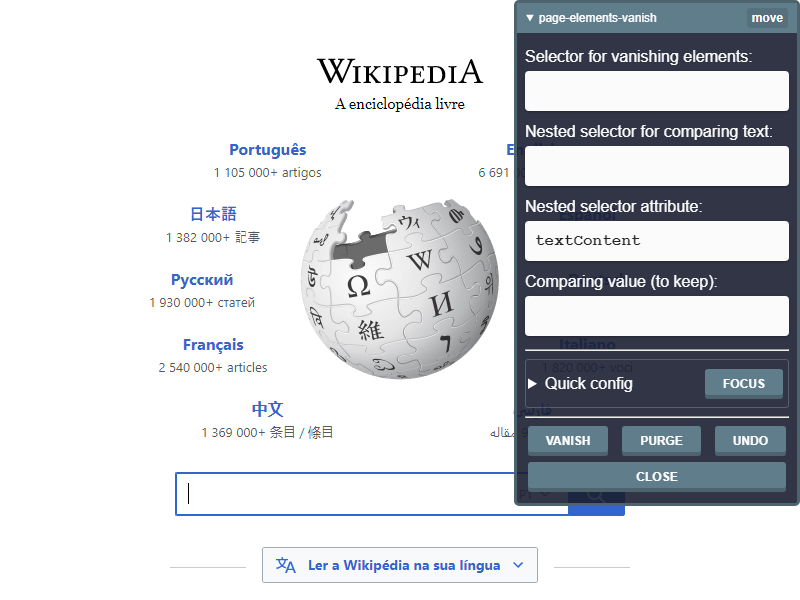 page-elements-vanish
move
Selector for vanishing elements:
Nested selector for comparing text:
Nested selector attribute:
textContent
Comparing value (to keep):
Quick config
FOCUS
VANISH
PURGE
UNDO
CLOSE
WIKIPEDIA
A enciclopédia livre
Português
1 105 000+ artigos
6 691
日本語
1 382 000+ 記事
Español
Русский
1 930 000+ статей
Français
2 540 000+ articles
Italiano
1 820 000+ voci
中文
1 369 000+ 条目 / 條目
فارسی
مقاله
PT
Ler a Wikipédia na sua língua